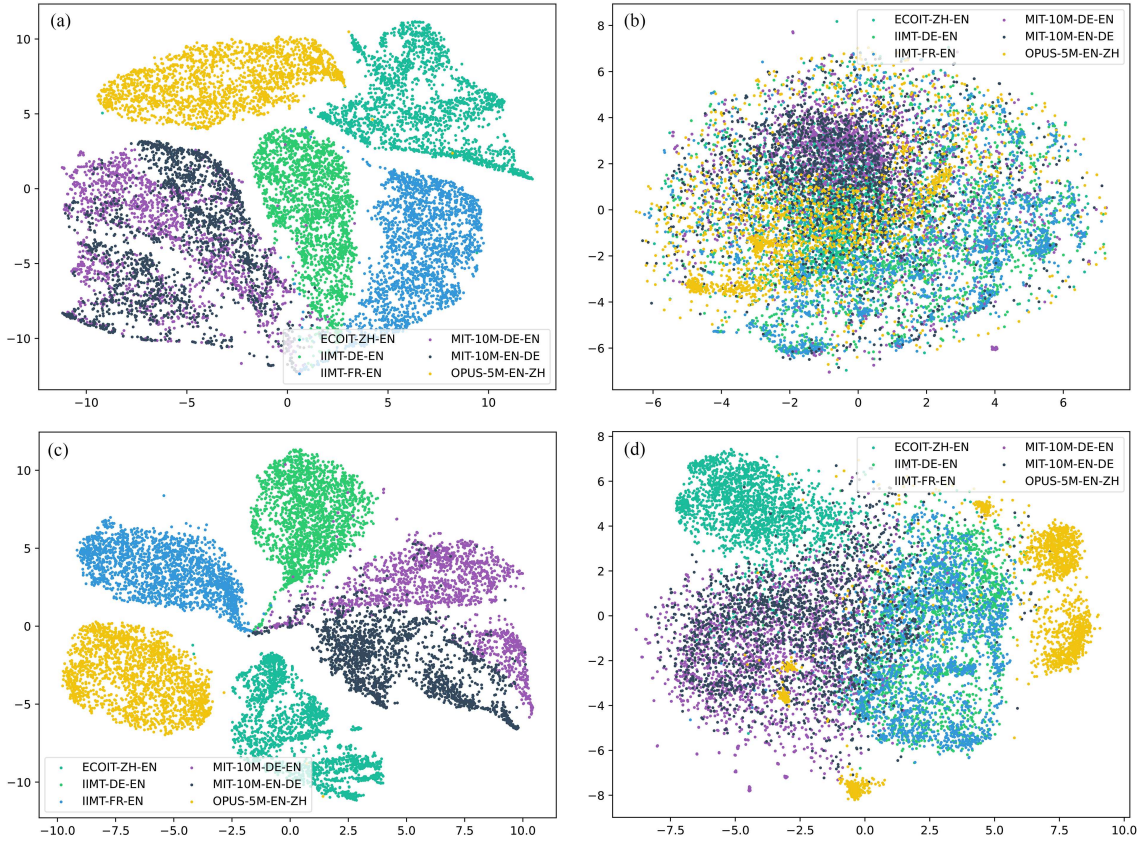 (a)
10
5
0
−5
−10
−10
−5
0
5
10
ECOIT-ZH-EN
MIT-10M-DE-EN
IIMT-DE-EN
MIT-10M-EN-DE
IIMT-FR-EN
OPUS-5M-EN-ZH
(b)
8
6
4
2
0
−2
−4
−6
−6
−4
−2
0
2
4
6
ECOIT-ZH-EN
MIT-10M-DE-EN
IIMT-DE-EN
MIT-10M-EN-DE
IIMT-FR-EN
OPUS-5M-EN-ZH
(c)
10
5
0
−5
−10
−10.0
−7.5
−5.0
−2.5
0.0
2.5
5.0
7.5
10.0
ECOIT-ZH-EN
MIT-10M-DE-EN
IIMT-DE-EN
MIT-10M-EN-DE
IIMT-FR-EN
OPUS-5M-EN-ZH
(d)
8
6
4
2
0
−2
−4
−6
−8
−7.5
−5.0
−2.5
0.0
2.5
5.0
7.5
10.0
ECOIT-ZH-EN
MIT-10M-DE-EN
IIMT-DE-EN
MIT-10M-EN-DE
IIMT-FR-EN
OPUS-5M-EN-ZH